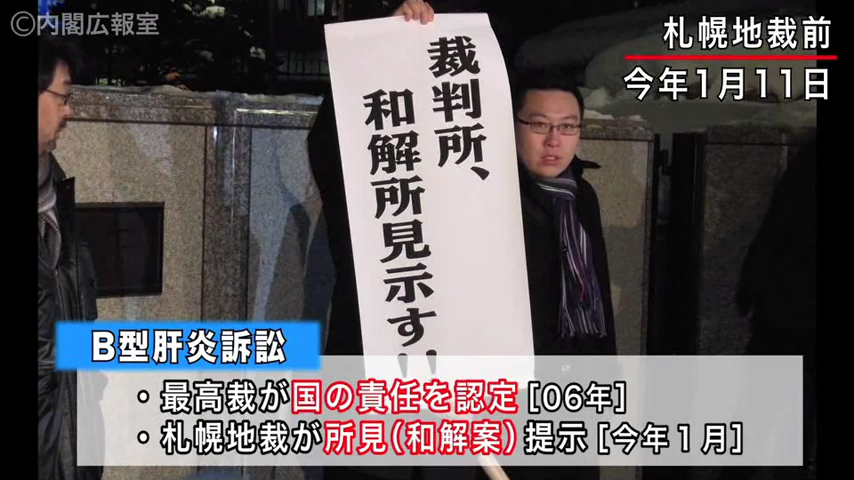 ©内閣広報室
札幌地裁前
今年1月11日
裁判所、
和解所見示す!!
B型肝炎訴訟
・最高裁が国の責任を認定[06年]
・札幌地裁が所見(和解案)提示[今年1月]